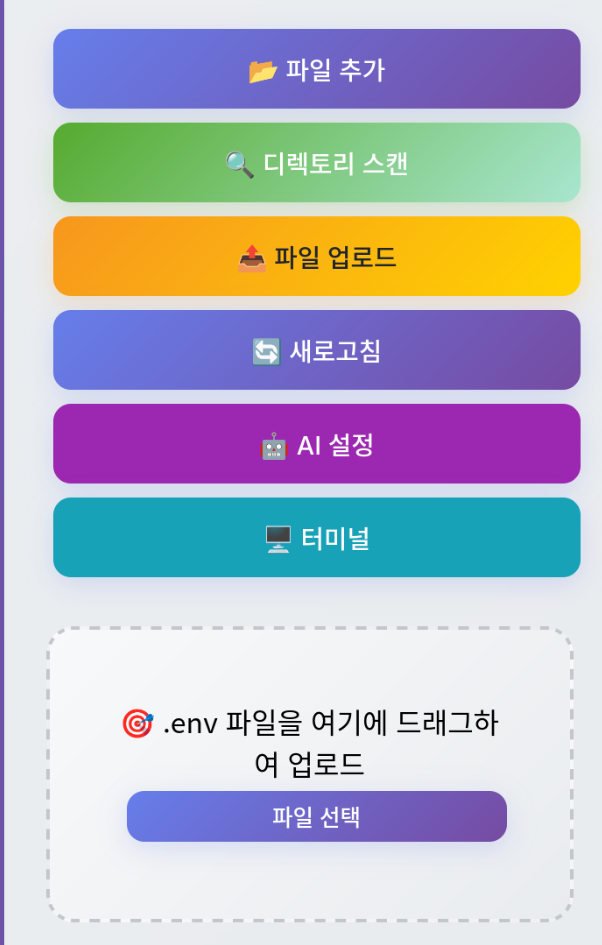 📂 파일 추가
🔍 디렉토리 스캔
📤 파일 업로드
🔄 새로고침
🤖 AI 설정
🖥️ 터미널
🎯 .env 파일을 여기에 드래그하
여 업로드
파일 선택